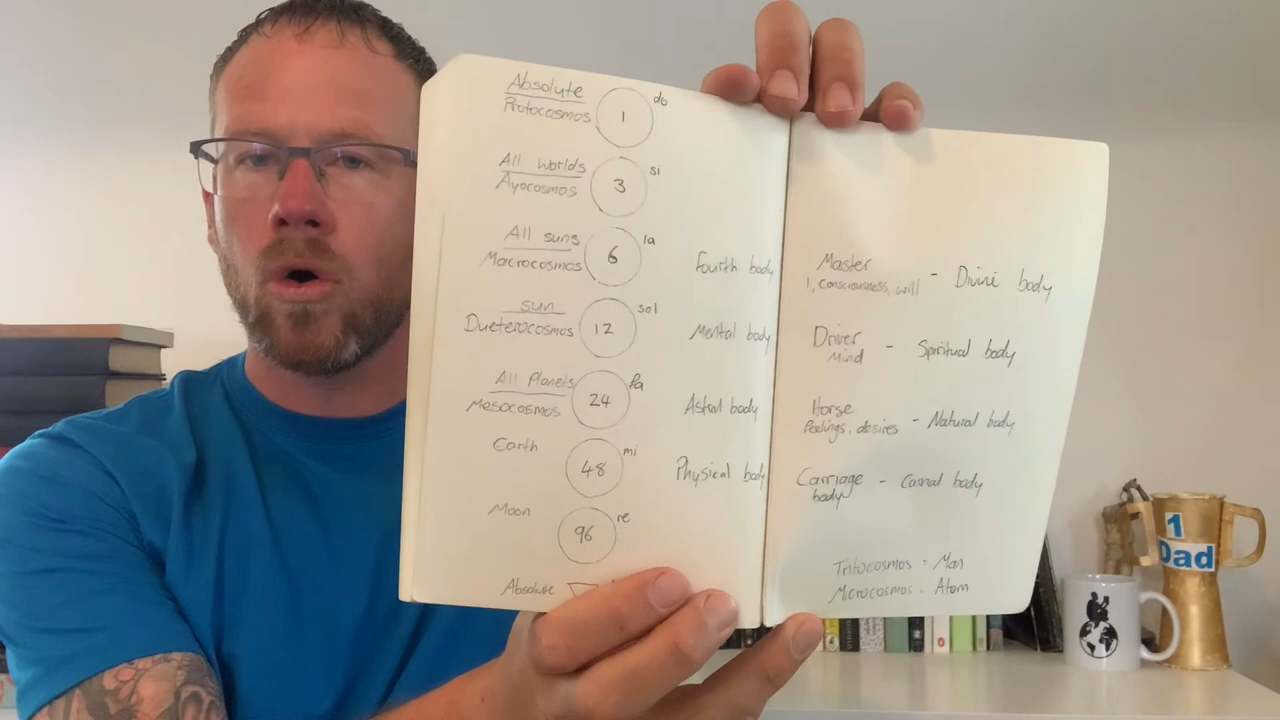 Absolute
Protocosmos 1 do
All Worlds
Ayocosmos 3 si
All suns
Macrocosmos 6 la
Fourth body
sun
Dueterocosmos 12 sol
Mental body
All Planets
Mesocosmos 24 fa
Astral body
Earth 48 mi
Physical body
Moon 96 re
Absolute
Master
I, consciousness, will - Divine body
Driver
Mind - Spiritual body
Horse
Feelings, desires - Natural body
Carriage - Carnal body
body
Tritocosmos = Man
Microcosmos = Atom
1
Dad